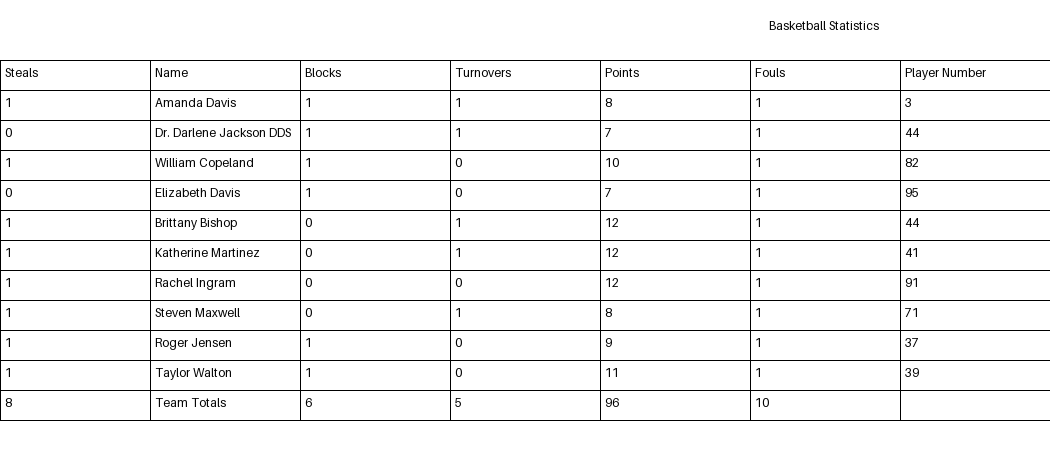 Basketball Statistics
Steals Name Blocks Turnovers Points Fouls Player Number
1 Amanda Davis 1 1 8 1 3
0 Dr. Darlene Jackson DDS 1 1 7 1 44
1 William Copeland 1 0 10 1 82
0 Elizabeth Davis 1 0 7 1 95
1 Brittany Bishop 0 1 12 1 44
1 Katherine Martinez 0 1 12 1 41
1 Rachel Ingram 0 0 12 1 91
1 Steven Maxwell 0 1 8 1 71
1 Roger Jensen 1 0 9 1 37
1 Taylor Walton 1 0 11 1 39
8 Team Totals 6 5 96 10